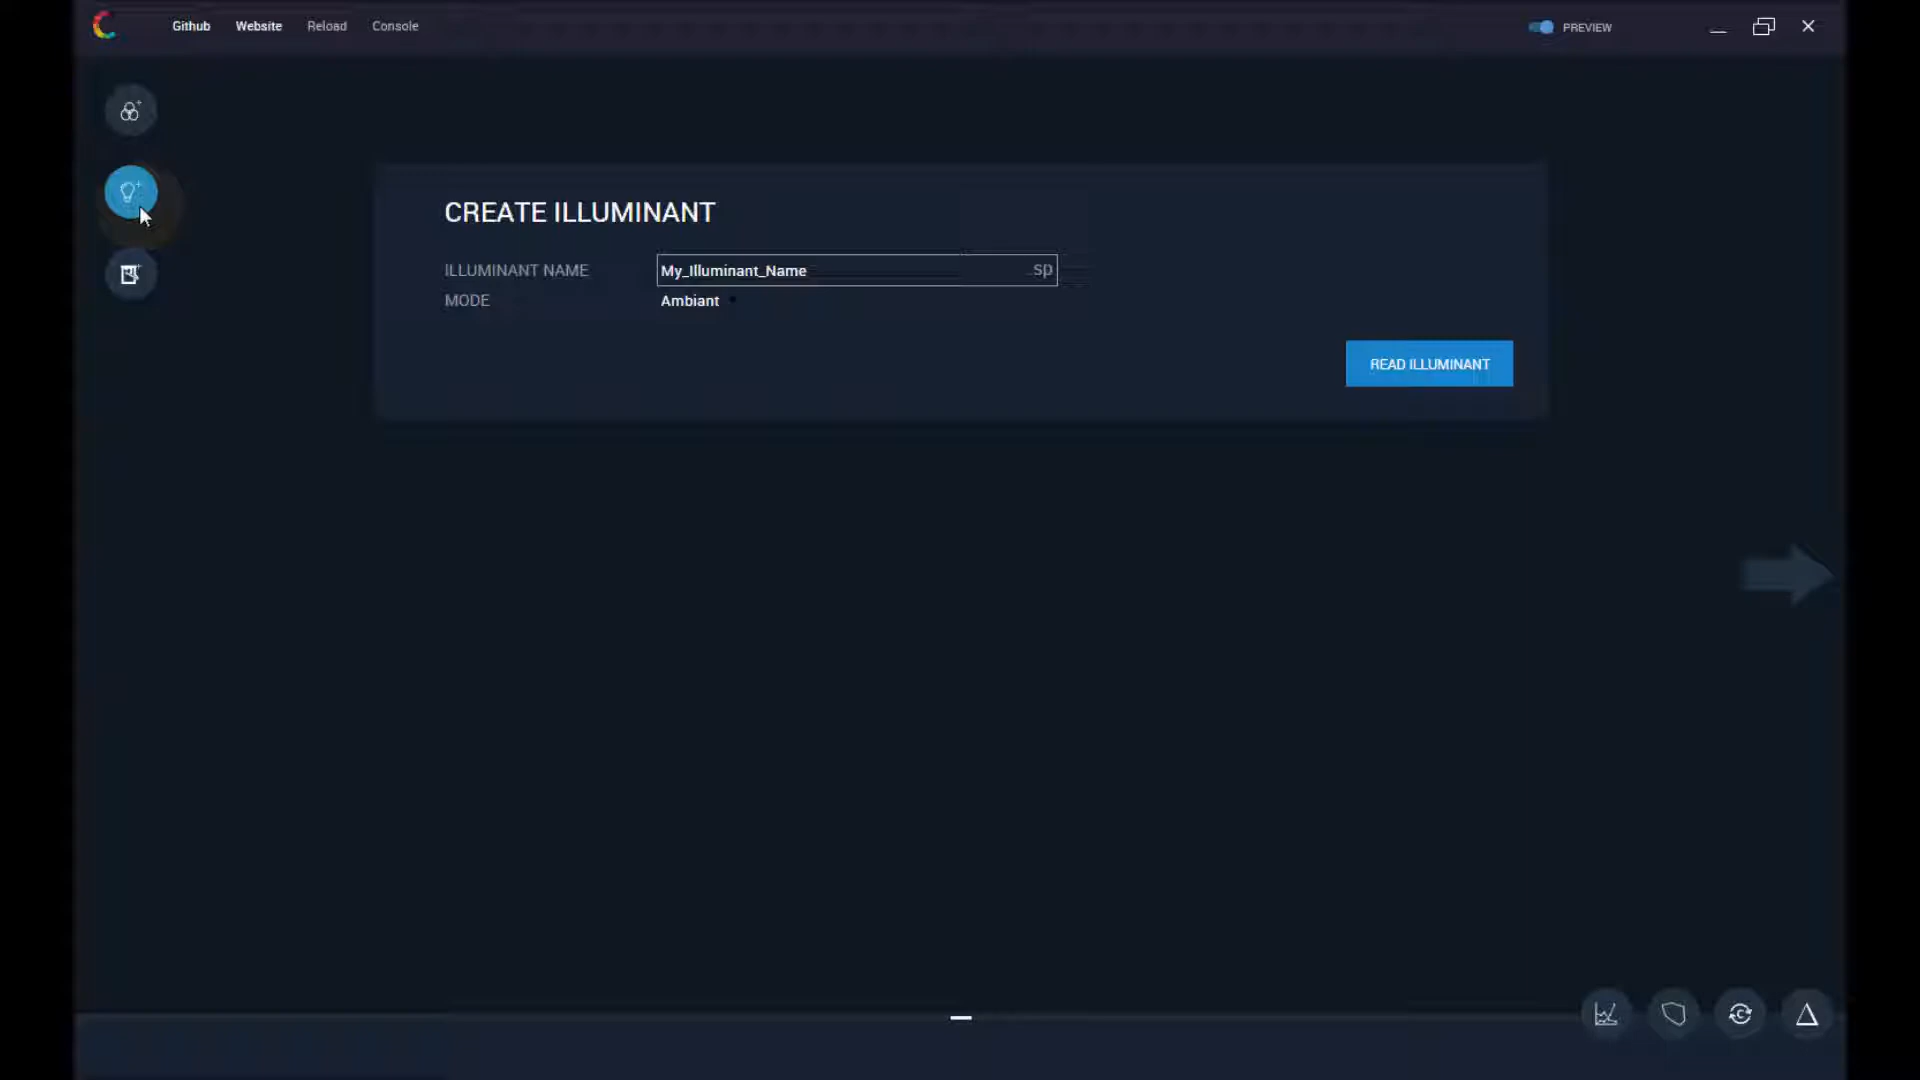 Github Website Reload Console
PREVIEW
CREATE ILLUMINANT
ILLUMINANT NAME My_Illuminant_Name .sp
MODE Ambiant
READ ILLUMINANT